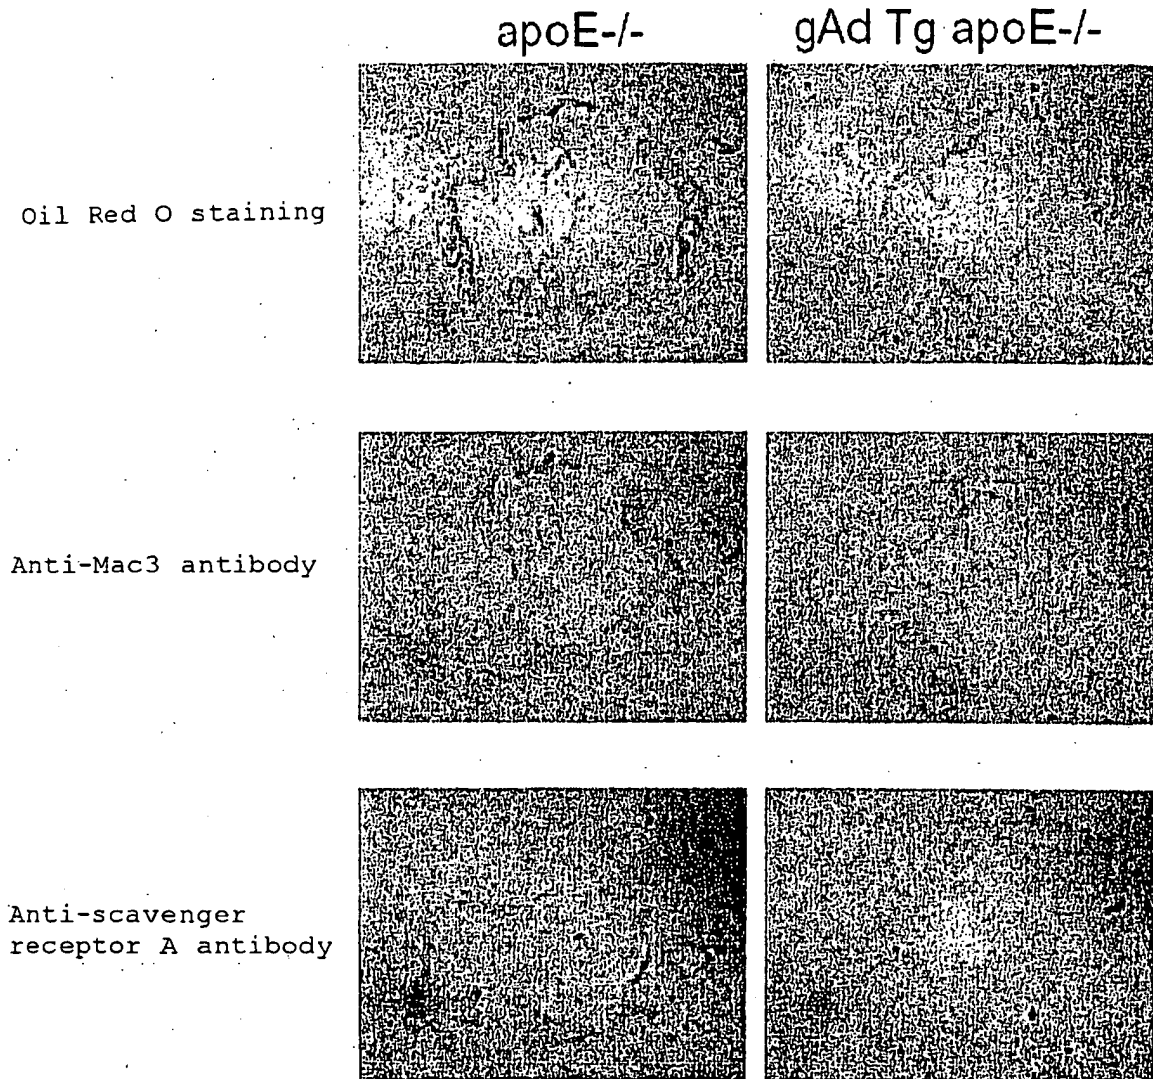 apoE-/-
gAd Tg apoE-/-
Oil Red O staining
Anti-Mac3 antibody
Anti-scavenger
receptor A antibody